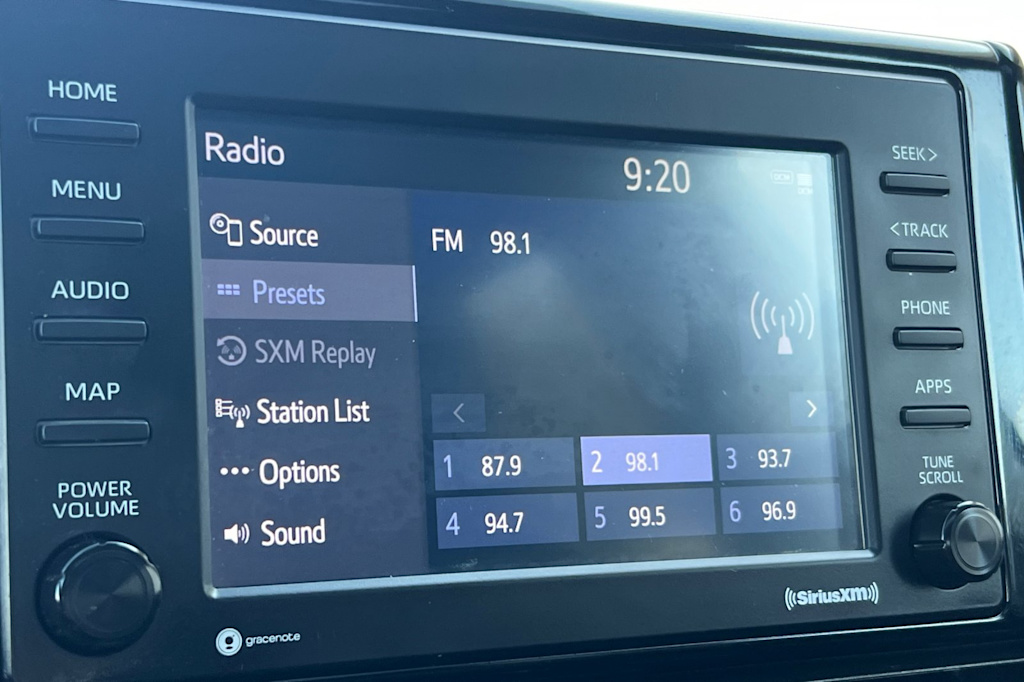 HOME
MENU
AUDIO
MAP
POWER
VOLUME
Radio
9:20
DCM
Source
Presets
SXM Replay
Station List
Options
Sound
FM 98.1
<
>
1 87.9
2 98.1
3 93.7
4 94.7
5 99.5
6 96.9
SEEK >
< TRACK
PHONE
APPS
TUNE
SCROLL
gracenote
((SiriusXM))